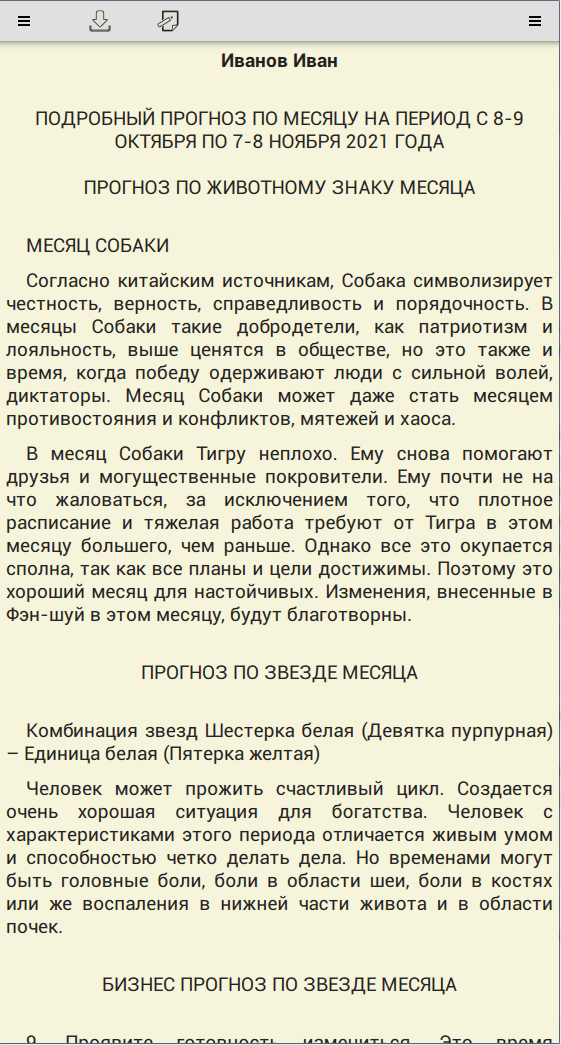 Иванов Иван
ПОДРОБНЫЙ ПРОГНОЗ ПО МЕСЯЦУ НА ПЕРИОД С 8-9
ОКТЯБРЯ ПО 7-8 НОЯБРЯ 2021 ГОДА
ПРОГНОЗ ПО ЖИВОТНОМУ ЗНАКУ МЕСЯЦА
МЕСЯЦ СОБАКИ
Согласно китайским источникам, Собака символизирует
честность, верность, справедливость и порядочность. В
месяцы Собаки такие добродетели, как патриотизм и
лояльность, выше ценятся в обществе, но это также и
время, когда победу одерживают люди с сильной волей,
диктаторы. Месяц Собаки может даже стать месяцем
противостояния и конфликтов, мятежей и хаоса.
В месяц Собаки Тигру неплохо. Ему снова помогают
друзья и могущественные покровители. Ему почти не на
что жаловаться, за исключением того, что плотное
расписание и тяжелая работа требуют от Тигра в этом
месяцу большего, чем раньше. Однако все это окупается
сполна, так как все планы и цели достижимы. Поэтому это
хороший месяц для настойчивых. Изменения, внесенные в
Фэн-шуй в этом месяцу, будут благотворны.
ПРОГНОЗ ПО ЗВЕЗДЕ МЕСЯЦА
Комбинация звезд Шестерка белая (Девятка пурпурная)
– Единица белая (Пятерка желтая)
Человек может прожить счастливый цикл. Создается
очень хорошая ситуация для богатства. Человек с
характеристиками этого периода отличается живым умом
и способностью четко делать дела. Но временами могут
быть головные боли, боли в области шеи, боли в костях
или же воспаления в нижней части живота и в области
почек.
БИЗНЕС ПРОГНОЗ ПО ЗВЕЗДЕ МЕСЯЦА
9. Проявите готовность измениться. Это время